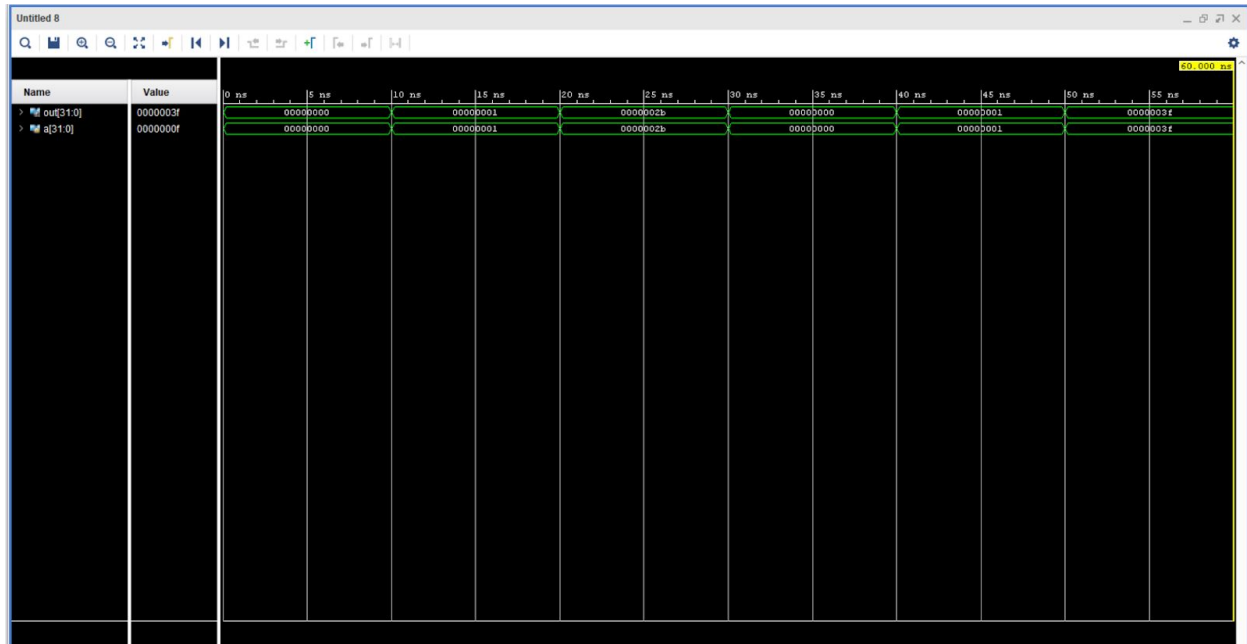 Untitled 8
60.000 ns
Name Value 0 ns 5 ns 10 ns 15 ns 20 ns 25 ns 30 ns 35 ns 40 ns 45 ns 50 ns 55 ns
out[31:0] 0000003f 00000000 00000001 0000002b 00000000 00000001 0000003f
a[31:0] 0000000f 00000000 00000001 0000002b 00000000 00000001 0000003f